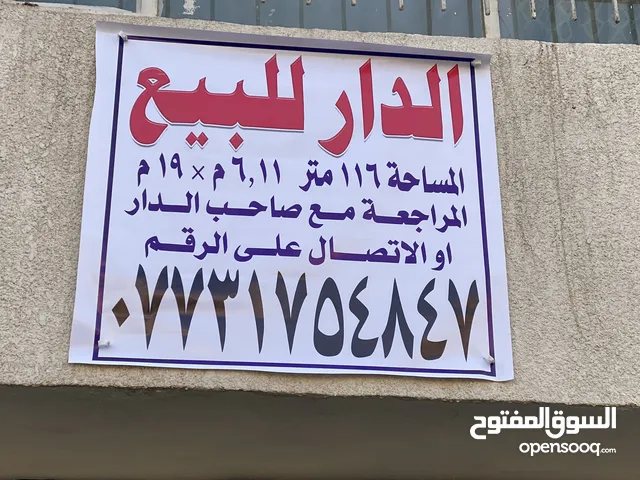 الدار للبيع
المساحة ١١٦ متر ٦,١١ م × ١٩ م
المراجعة مع صاحب الدار
او الاتصال على الرقم
٠٧٧٣١٧٥٤٨٤٧
السوق المفتوح
opensooq.com